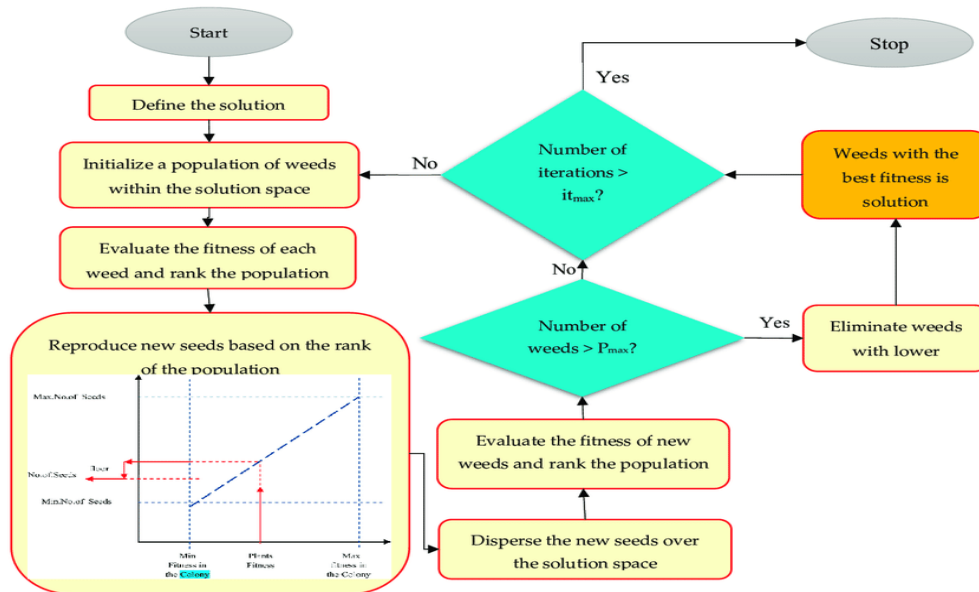 Start
Define the solution
Initialize a population of weeds
within the solution space
Evaluate the fitness of each
weed and rank the population
Reproduce new seeds based on the rank
of the population
Max.No.of Seeds
floor
No.of.Seeds
Min.No.of Seeds
Min
Fitness in
the Colony
Plants
Fitness
Max
fitness in
the Colony
Disperse the new seeds over
the solution space
Evaluate the fitness of new
weeds and rank the population
Number of
weeds > Pmax?
Yes
No
Eliminate weeds
with lower
Weeds with the
best fitness is
solution
Number of
iterations >
itmax?
No
Yes
Stop